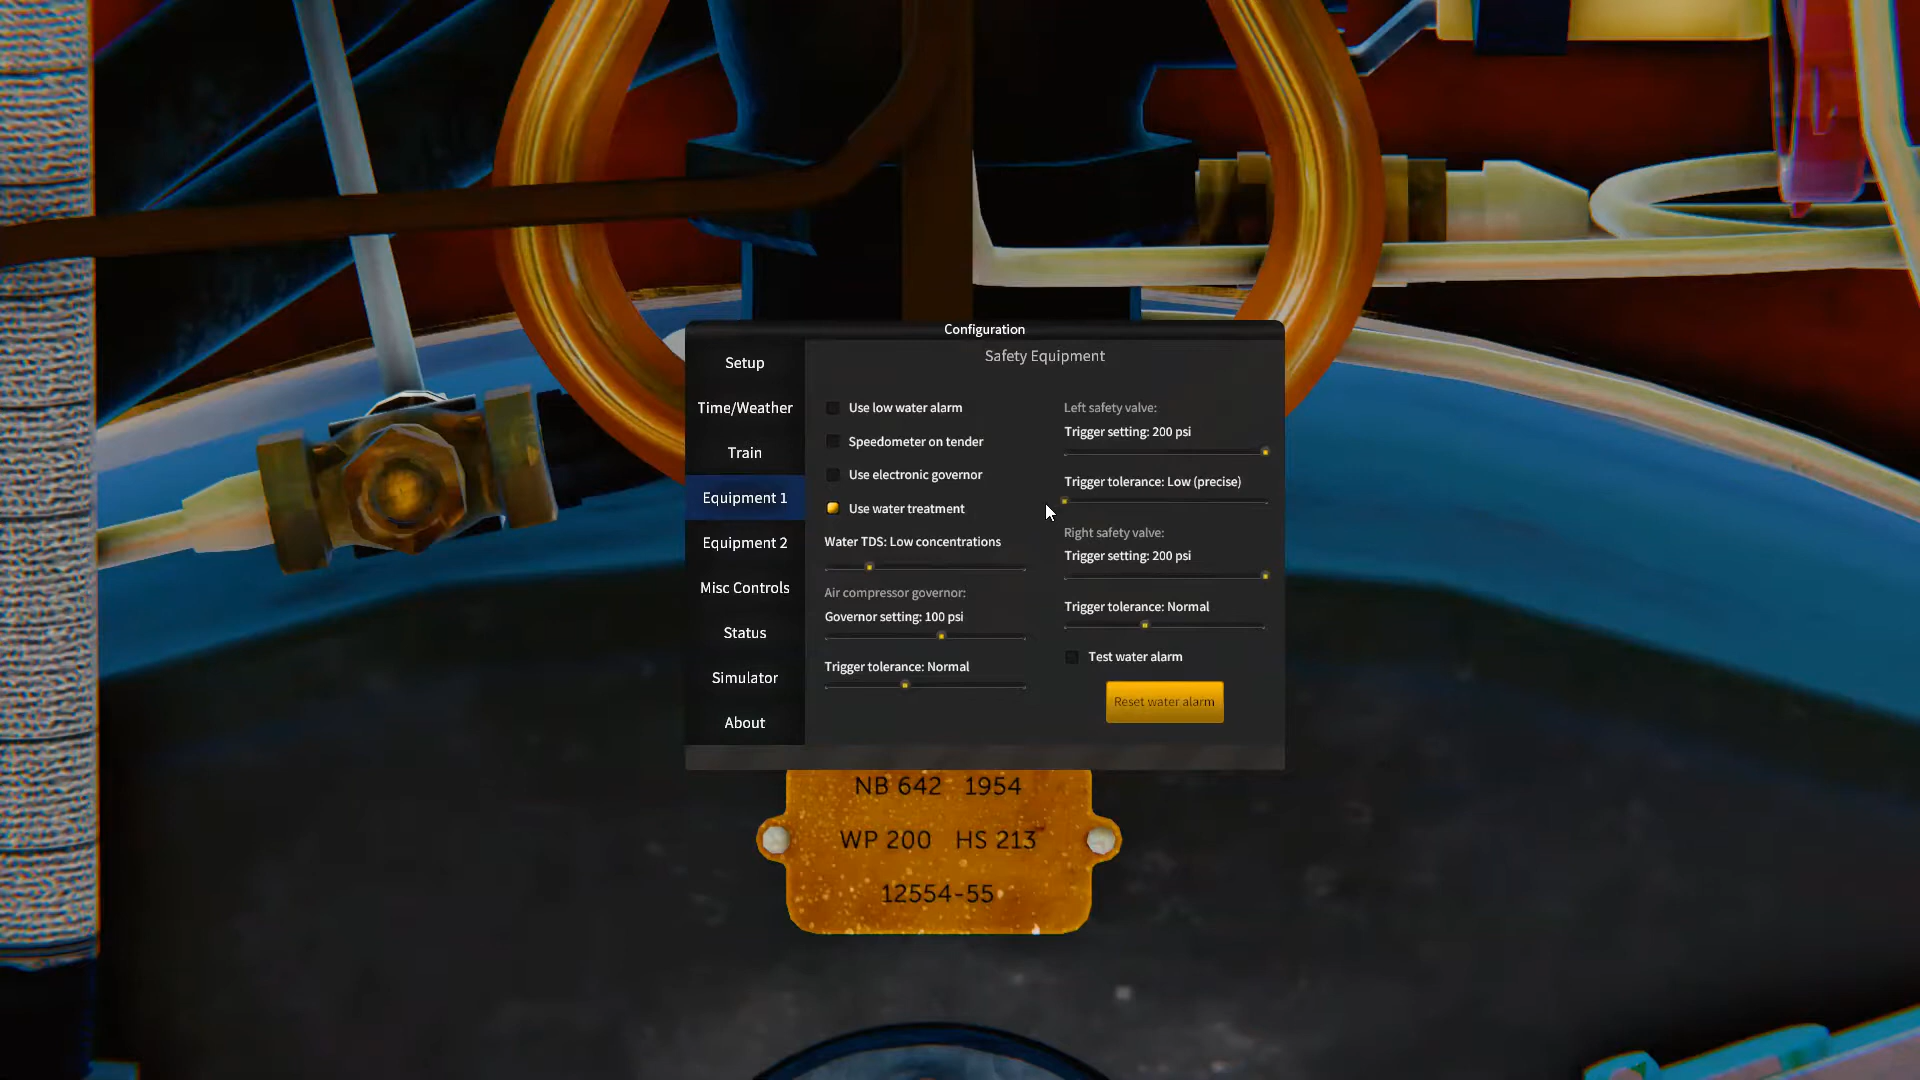 Configuration
Setup
Time/Weather
Train
Equipment 1
Equipment 2
Misc Controls
Status
Simulator
About
Safety Equipment
Use low water alarm
Speedometer on tender
Use electronic governor
Use water treatment
Water TDS: Low concentrations
Air compressor governor:
Governor setting: 100 psi
Trigger tolerance: Normal
Left safety valve:
Trigger setting: 200 psi
Trigger tolerance: Low (precise)
Right safety valve:
Trigger setting: 200 psi
Trigger tolerance: Normal
Test water alarm
Reset water alarm
NB 642 1954
WP 200 HS 213
12554-55